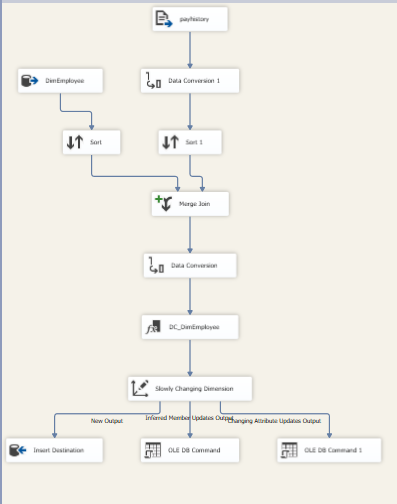 payhistory
DimEmployee
Data Conversion 1
Sort
Sort 1
Merge Join
Data Conversion
DC_DimEmployee
Slowly Changing Dimension
New Output
Inferred Member Updates Output
Changing Attribute Updates Output
Insert Destination
OLE DB Command
OLE DB Command 1